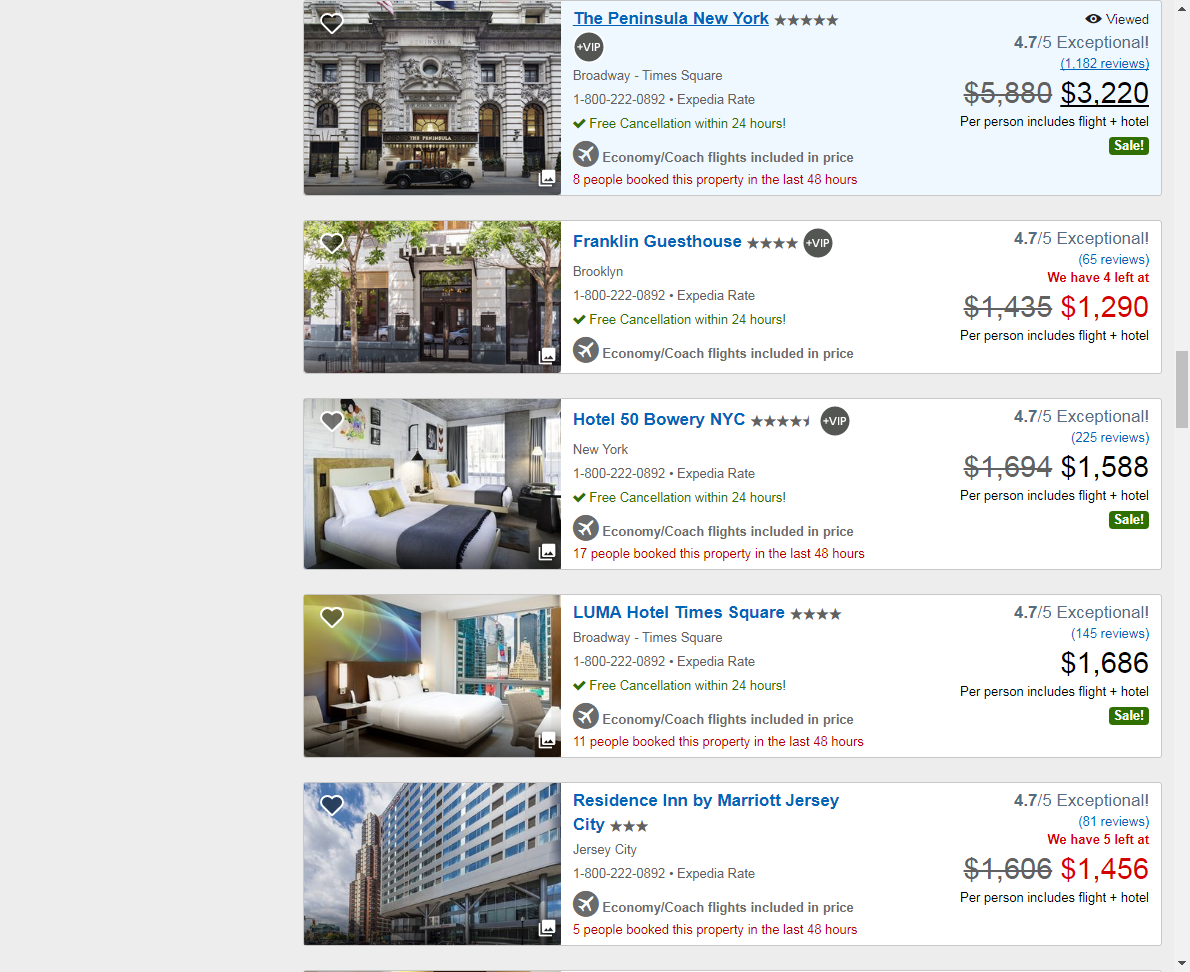 The Peninsula New York
Viewed
+VIP
4.7/5 Exceptional!
(1,182 reviews)
Broadway - Times Square
$5,880 $3,220
1-800-222-0892 • Expedia Rate
Per person includes flight + hotel
Free Cancellation within 24 hours!
Sale!
Economy/Coach flights included in price
8 people booked this property in the last 48 hours
THE PENINSULA
Franklin Guesthouse
+VIP
4.7/5 Exceptional!
(65 reviews)
Brooklyn
We have 4 left at
1-800-222-0892 • Expedia Rate
$1,435 $1,290
Free Cancellation within 24 hours!
Per person includes flight + hotel
Economy/Coach flights included in price
HOTEL
Hotel 50 Bowery NYC
+VIP
4.7/5 Exceptional!
(225 reviews)
New York
$1,694 $1,588
1-800-222-0892 • Expedia Rate
Per person includes flight + hotel
Free Cancellation within 24 hours!
Sale!
Economy/Coach flights included in price
17 people booked this property in the last 48 hours
LUMA Hotel Times Square
4.7/5 Exceptional!
(145 reviews)
Broadway - Times Square
$1,686
1-800-222-0892 • Expedia Rate
Per person includes flight + hotel
Free Cancellation within 24 hours!
Sale!
Economy/Coach flights included in price
11 people booked this property in the last 48 hours
Residence Inn by Marriott Jersey
City
4.7/5 Exceptional!
(81 reviews)
We have 5 left at
Jersey City
$1,606 $1,456
1-800-222-0892 • Expedia Rate
Per person includes flight + hotel
Economy/Coach flights included in price
5 people booked this property in the last 48 hours